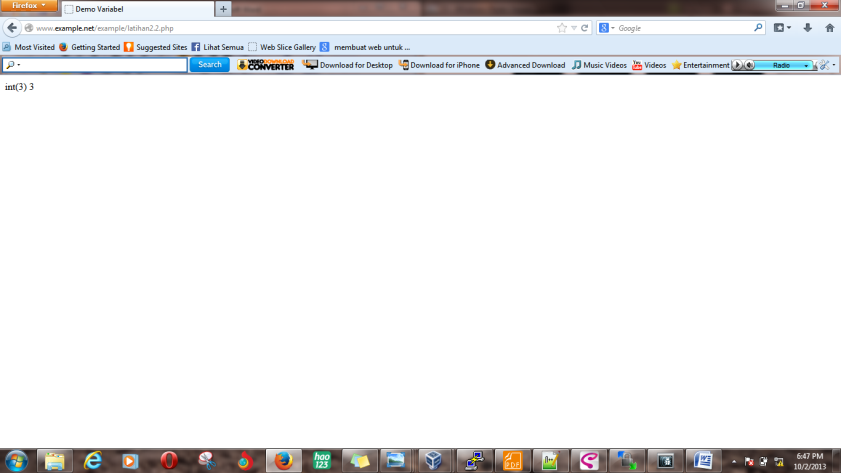 Firefox
Demo Variabel
www.example.net/example/latihan2.2.php
Google
Most Visited Getting Started Suggested Sites Lihat Semua Web Slice Gallery membuat web untuk ...
Search VIDEO DOWNLOAD CONVERTER Download for Desktop Download for iPhone Advanced Download Music Videos Videos Entertainment Radio
int(3) 3
hao 123 PDF
6:47 PM
10/2/2013